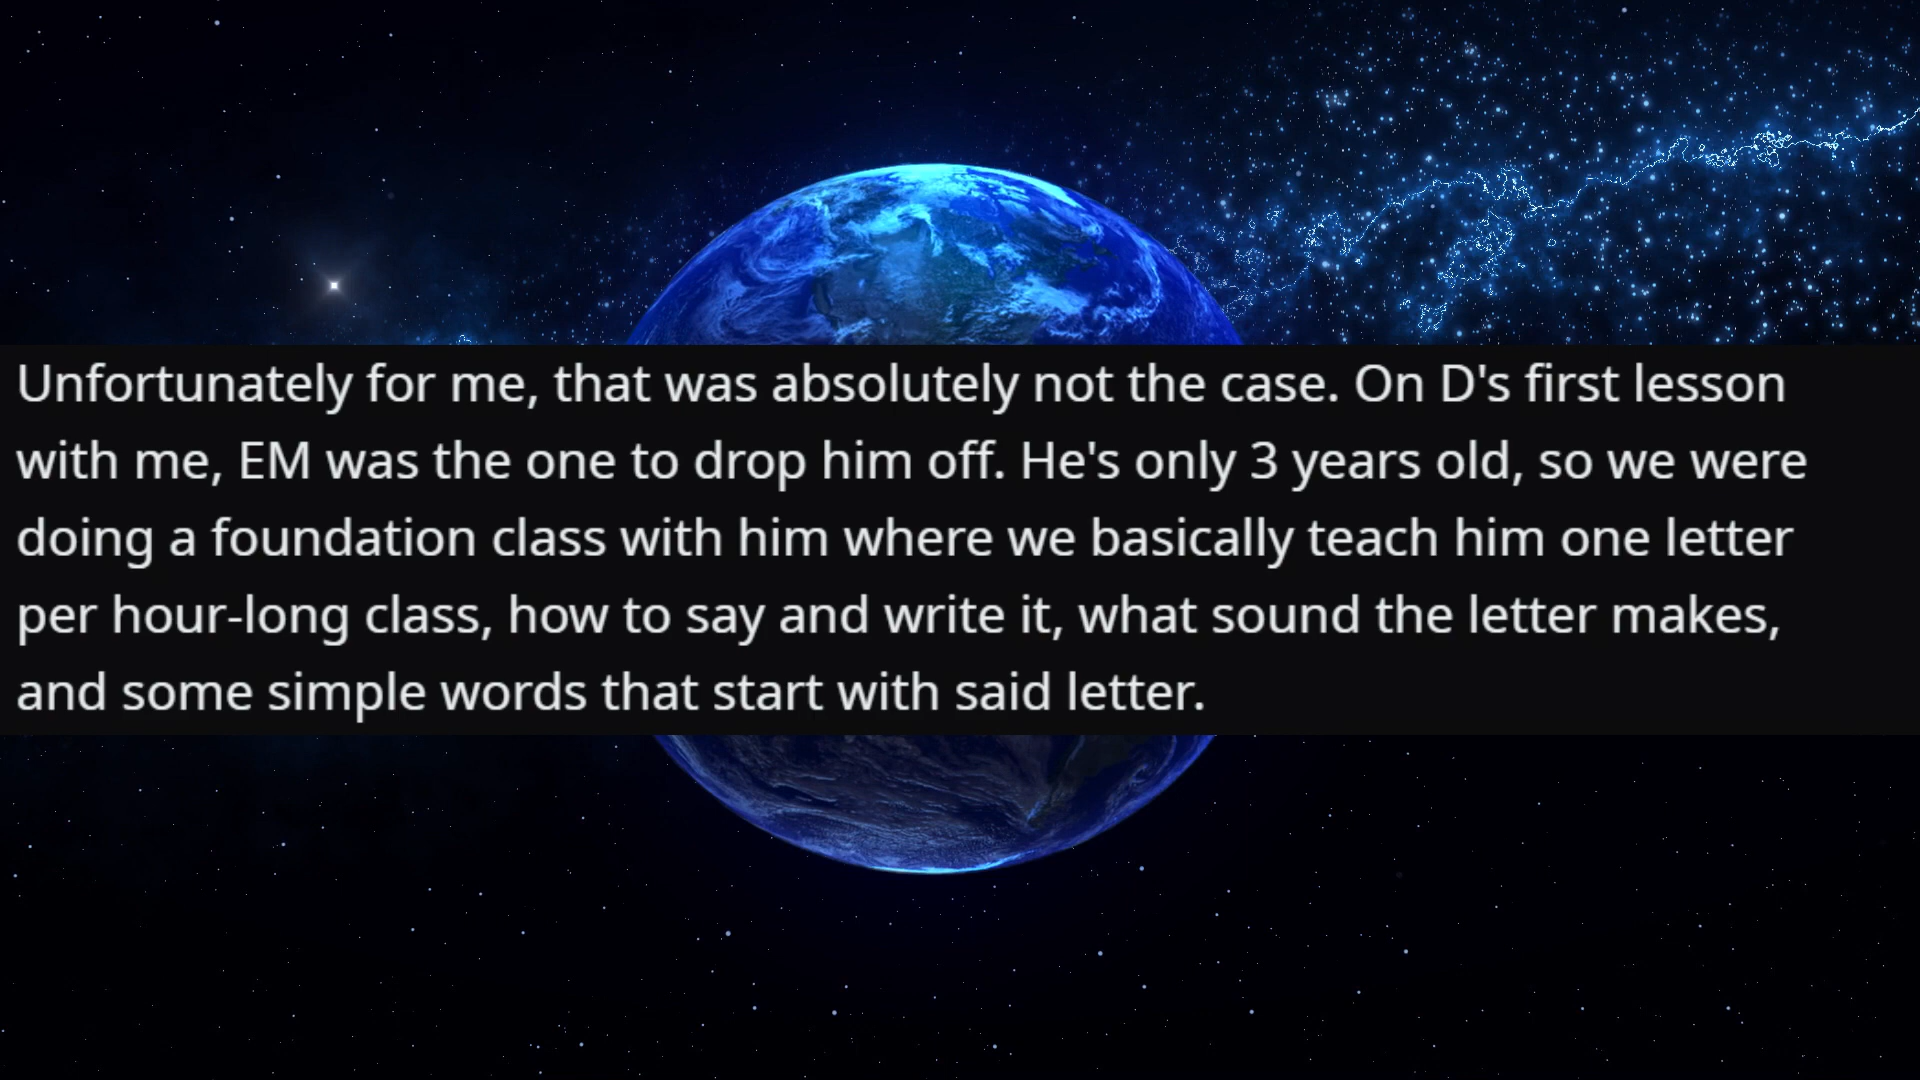 Unfortunately for me, that was absolutely not the case. On D's first lesson
with me, EM was the one to drop him off. He's only 3 years old, so we were
doing a foundation class with him where we basically teach him one letter
per hour-long class, how to say and write it, what sound the letter makes,
and some simple words that start with said letter.